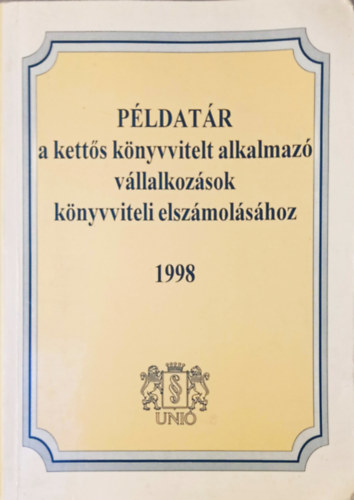 PÉLDATÁR
a kettős könyvvitelt alkalmazó
vállalkozások
könyvviteli elszámolásához
1998
§
UNIÓ